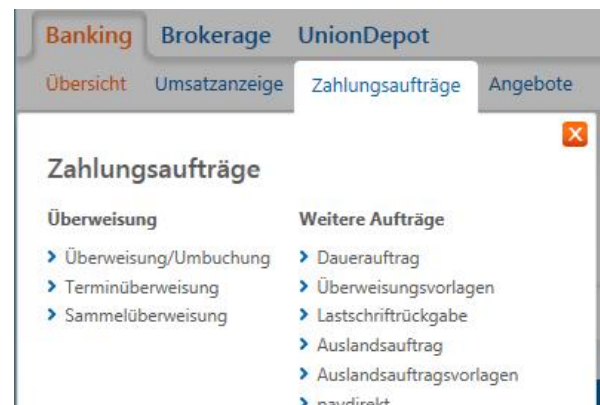 Banking Brokerage UnionDepot
Übersicht Umsatzanzeige Zahlungsaufträge Angebote
Zahlungsaufträge
Überweisung
Überweisung/Umbuchung
Terminüberweisung
Sammelüberweisung
Weitere Aufträge
Dauerauftrag
Überweisungsvorlagen
Lastschriftrückgabe
Auslandsauftrag
Auslandsauftragsvorlagen
paydirekt